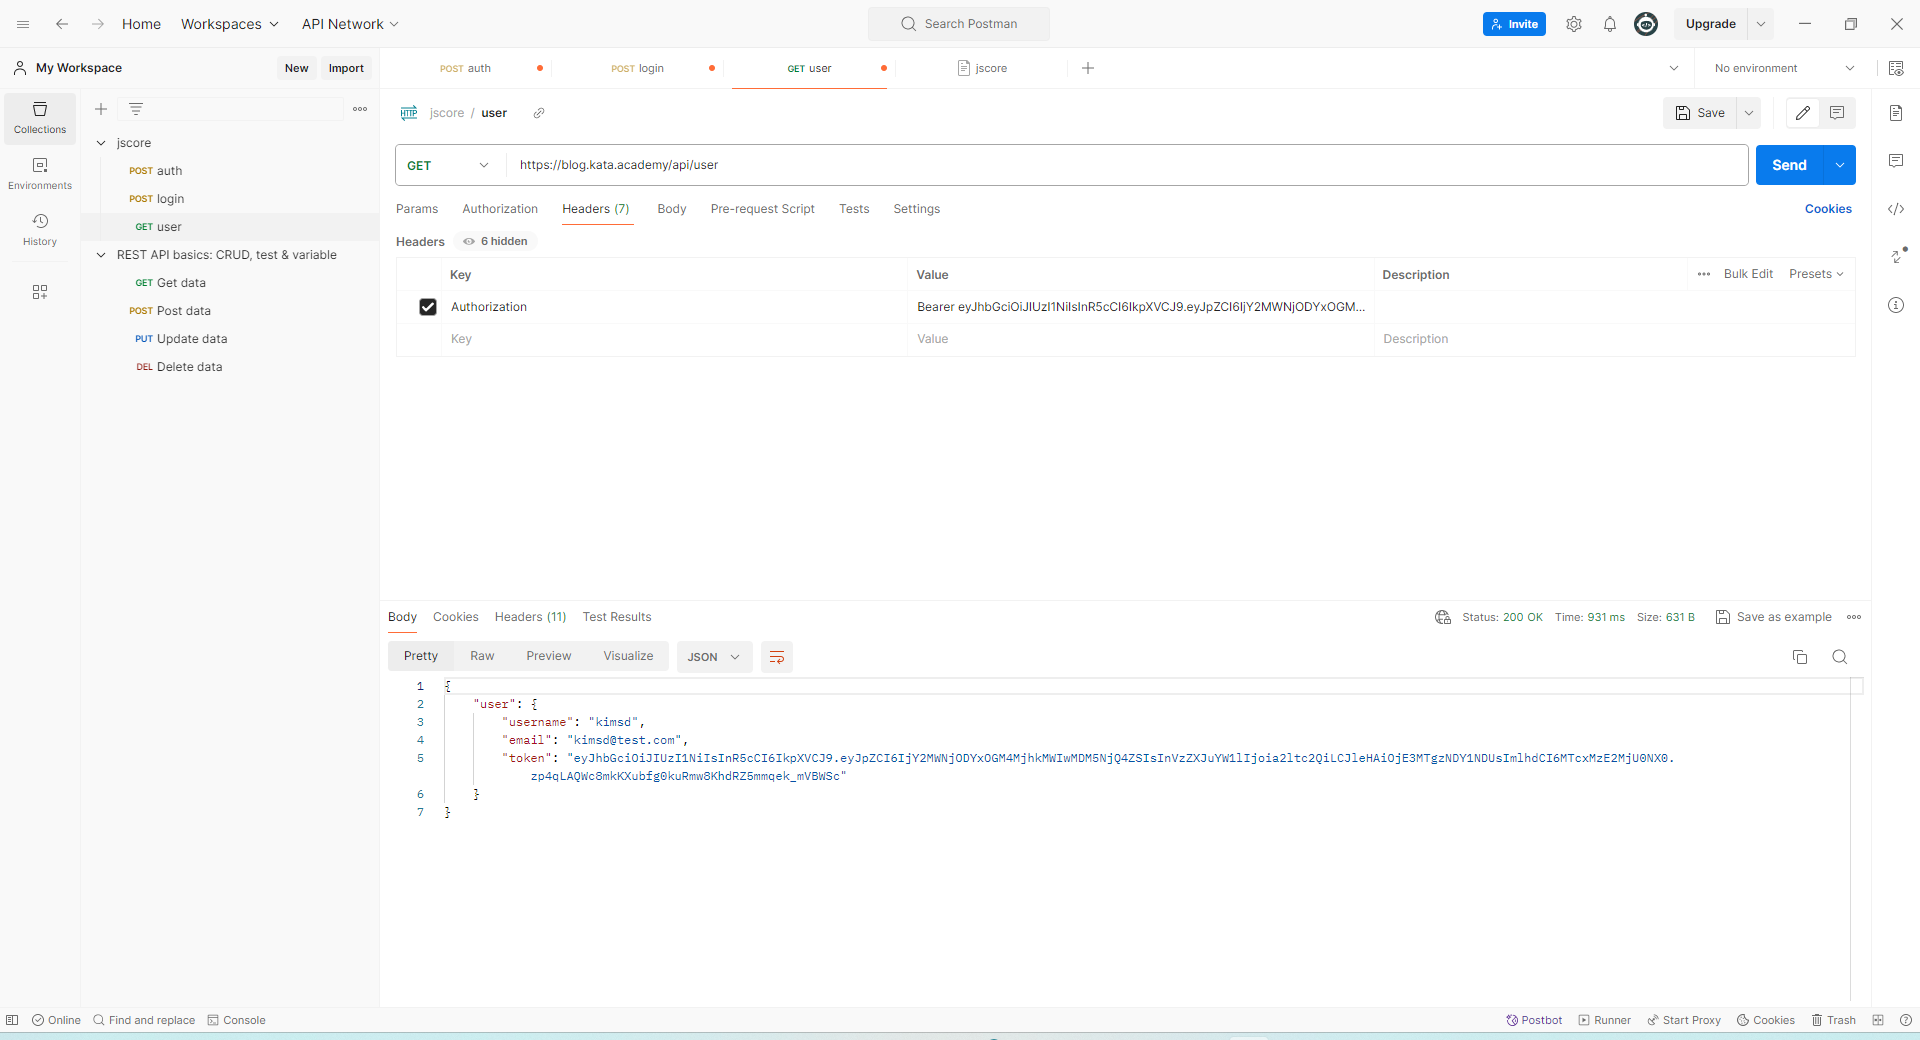 Home
Workspaces
API Network
Search Postman
Invite
Upgrade
My Workspace
New
Import
POST auth
POST login
GET user
jscore
No environment
Collections
Environments
History
jscore
POST auth
POST login
GET user
REST API basics: CRUD, test & variable
GET Get data
POST Post data
PUT Update data
DEL Delete data
HTTP
jscore / user
Save
GET
https://blog.kata.academy/api/user
Send
Params
Authorization
Headers (7)
Body
Pre-request Script
Tests
Settings
Cookies
Headers
6 hidden
Key
Value
Description
Bulk Edit
Presets
Authorization
Bearer eyJhbGciOiJIUzI1NiIsInR5cCI6IkpXVCJ9.eyJpZCI6IjY2MWNjODYxOGM...
Key
Value
Description
Body
Cookies
Headers (11)
Test Results
Status: 200 OK
Time: 931 ms
Size: 631 B
Save as example
Pretty
Raw
Preview
Visualize
JSON
1 {
2 "user": {
3 "username": "kimsd",
4 "email": "kimsd@test.com",
5 "token": "eyJhbGciOiJIUzI1NiIsInR5cCI6IkpXVCJ9.eyJpZCI6IjY2MWNjODYxOGM4MjhkMWIwMDM5NjQ4ZSIsInVzZXJuYW1lIjoia2ltc2QiLCJleHAiOjE3MTgzNDY1NDUsImlhdCI6MTcxMzE2MjU0NX0.
zp4qLAQWc8mkKXubfg0kuRmw8KhdRZ5mmqek_mVBWSc"
6 }
7 }
Online
Find and replace
Console
Postbot
Runner
Start Proxy
Cookies
Trash